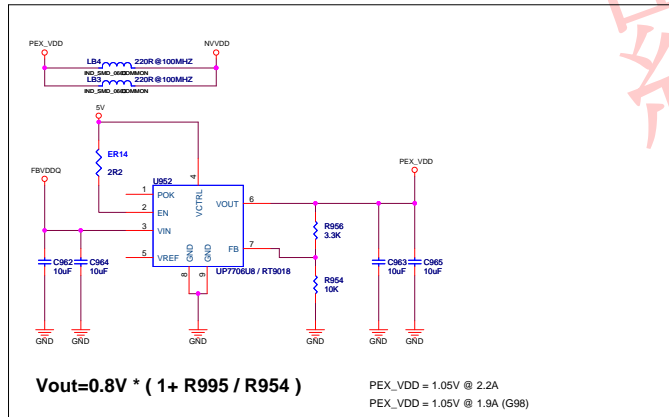 PEX_VDD
NVVDD
LB4 220R@100MHZ
COMMON
LB3 220R@100MHZ
COMMON
5V
ER14
2R2
FBVDDQ
PEX_VDD
U952
4
1 POK
VCTRL
VOUT 6
2 EN
3 VIN
R956
3.3K
FB 7
5 VREF
GND
GND
8
9
UP7706U8 / RT9018
C962
10uF
C964
10uF
R954
10K
C963
10uF
C965
10uF
GND
GND
GND
GND
GND
GND
Vout=0.8V * ( 1+ R995 / R954 )
PEX_VDD = 1.05V @ 2.2A
PEX_VDD = 1.05V @ 1.9A (G98)